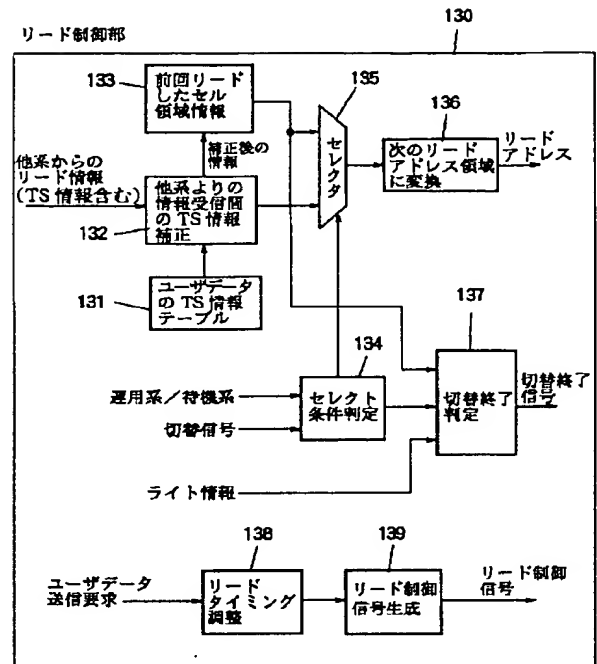 リード制御部
130
133
前回リード
したセル
領域情報
135
セレクタ
136
次のリード
アドレス領域
に変換
リード
アドレス
補正後の
情報
他系からの
リード情報
(TS情報含む)
他系よりの
情報受信間
のTS情報
補正
132
131
ユーザデータ
のTS情報
テーブル
134
運用系/待機系
切替信号
セレクト
条件判定
137
切替終了
判定
切替終了
信号
ライト情報
138
ユーザデータ
送信要求
リード
タイミング
調整
139
リード制御
信号生成
リード制御
信号